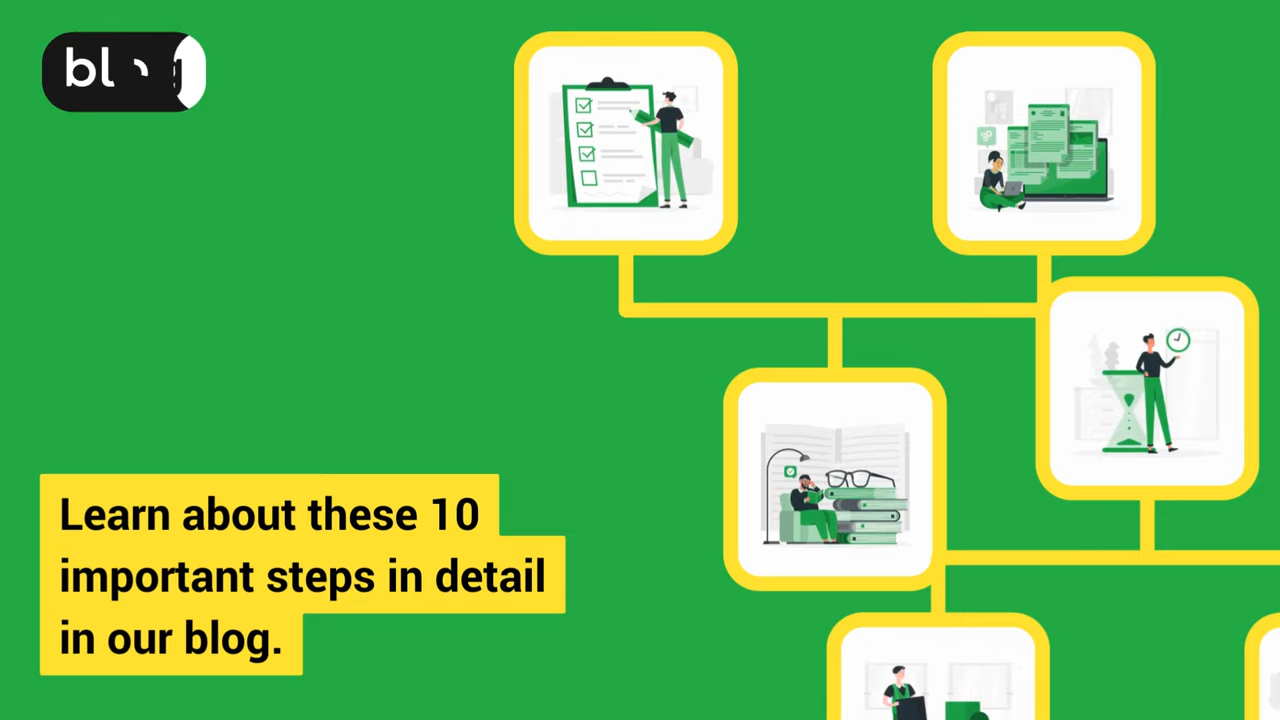 Learn about these 10
important steps in detail
in our blog.